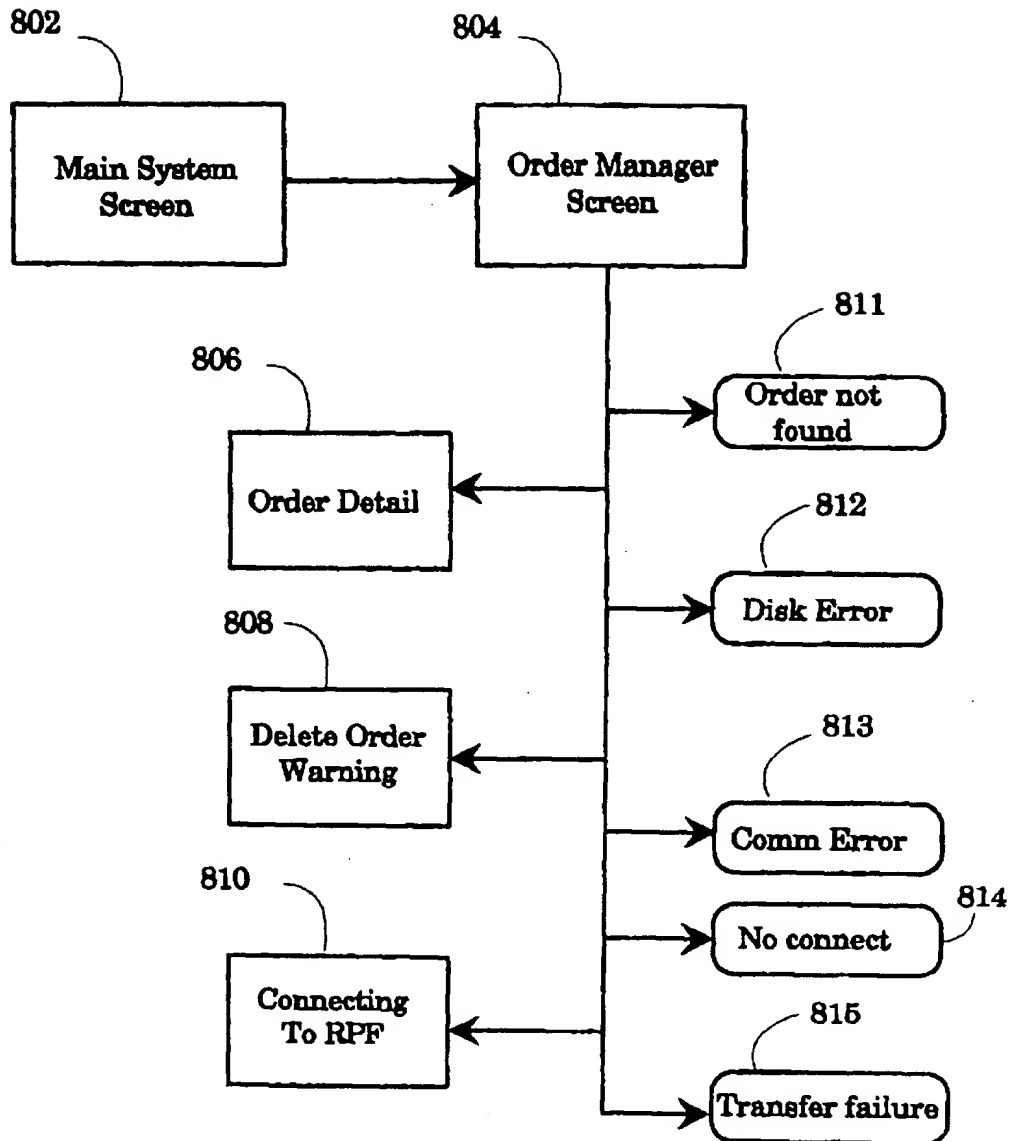 802
804
Main System
Screen
Order Manager
Screen
811
Order not
found
806
Order Detail
812
Disk Error
808
Delete Order
Warning
813
Comm Error
810
814
No connect
Connecting
To RPF
815
Transfer failure